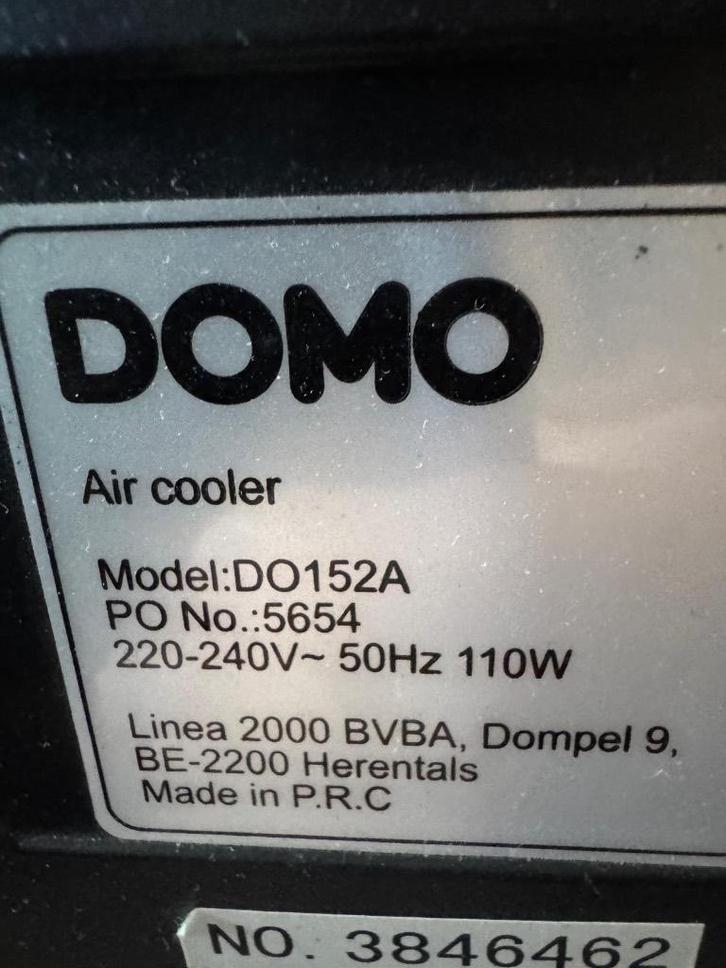 DOMO
Air cooler
Model:DO152A
PO No.:5654
220-240V~ 50Hz 110W
Linea 2000 BVBA, Dompel 9,
BE-2200 Herentals
Made in P.R.C
NO. 3846462